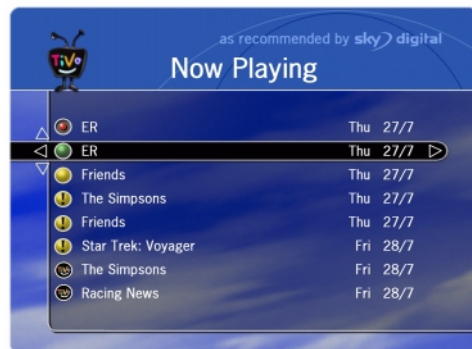 as recommended by sky digital
TiVo
Now Playing
ER Thu 27/7
ER Thu 27/7
Friends Thu 27/7
! The Simpsons Thu 27/7
! Friends Thu 27/7
! Star Trek: Voyager Fri 28/7
TiVo The Simpsons Fri 28/7
TiVo Racing News Fri 28/7